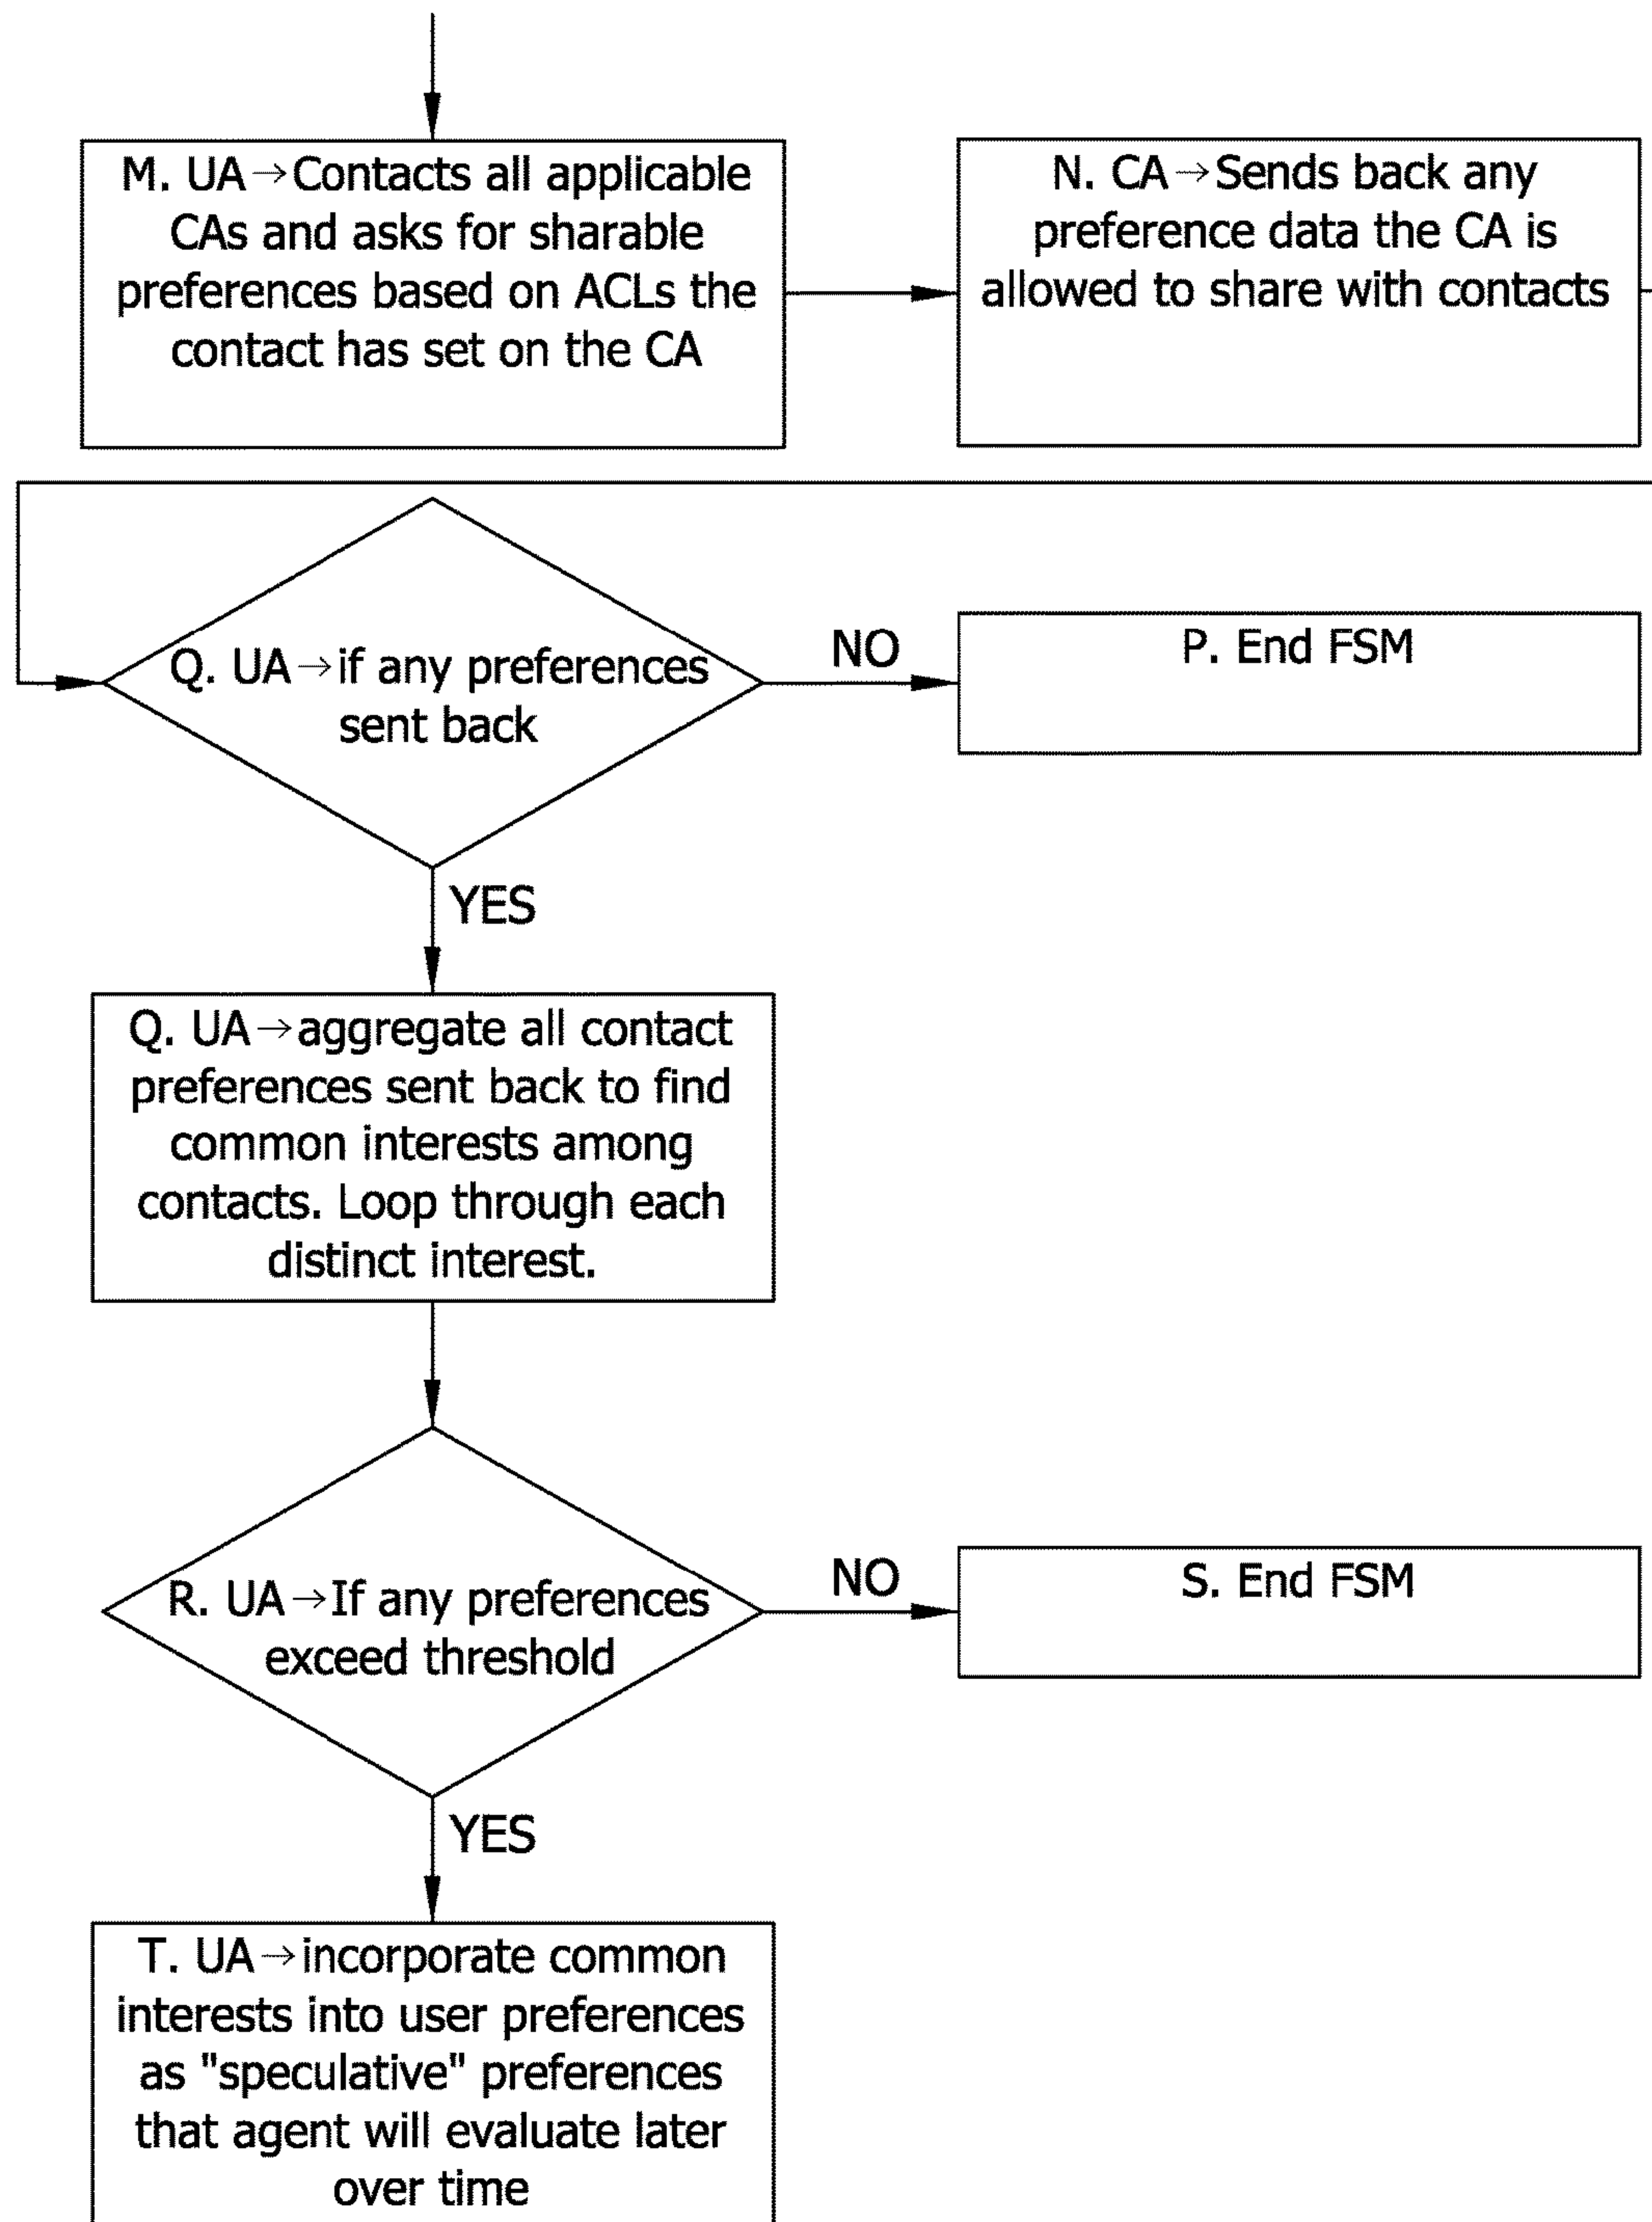 M. UA→Contacts all applicable
CAs and asks for sharable
preferences based on ACLs the
contact has set on the CA
N. CA→Sends back any
preference data the CA is
allowed to share with contacts
Q. UA→if any preferences
sent back
NO
P. End FSM
YES
Q. UA→aggregate all contact
preferences sent back to find
common interests among
contacts. Loop through each
distinct interest.
R. UA→If any preferences
exceed threshold
NO
S. End FSM
YES
T. UA→incorporate common
interests into user preferences
as "speculative" preferences
that agent will evaluate later
over time